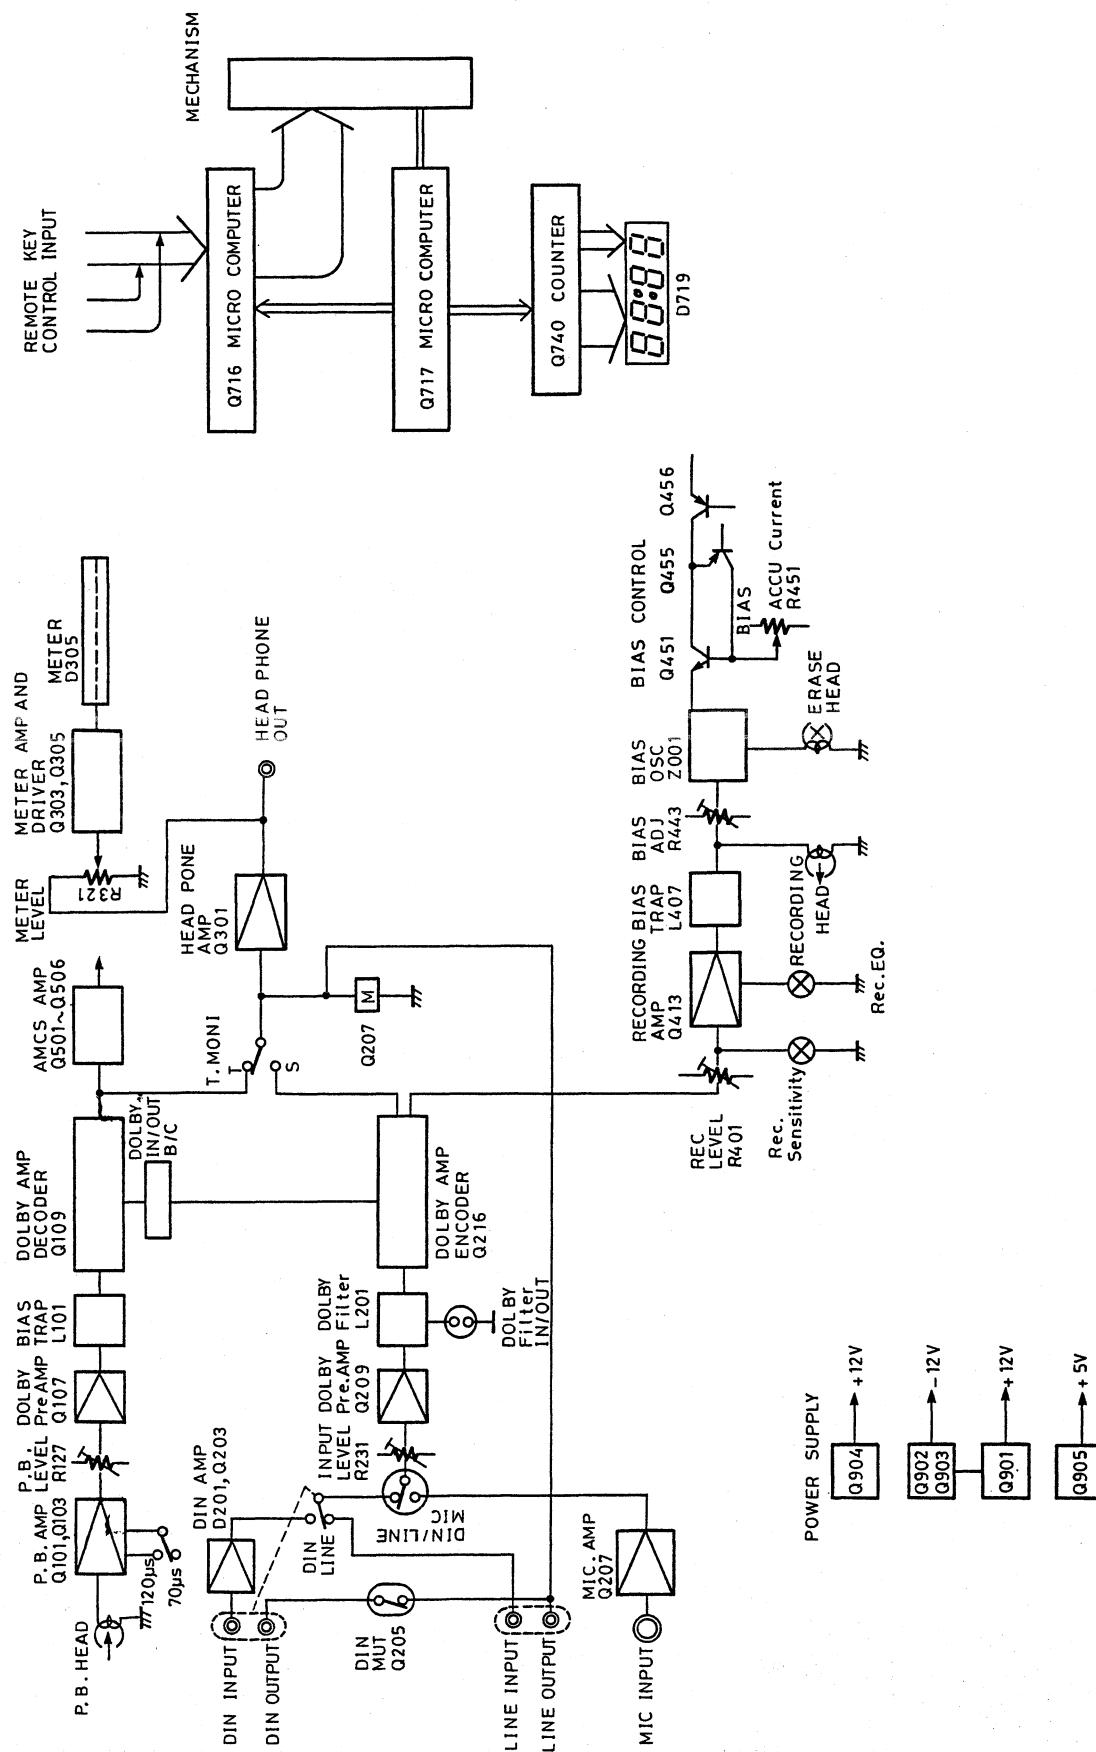 P.B. HEAD
120µs
70µs
P.B. AMP
Q101,Q103
P.B.
LEVEL
R127
DOLBY
Pre AMP
Q107
BIAS
TRAP
L101
DOLBY AMP
DECODER
Q109
DOLBY
IN/OUT
B/C
AMCS AMP
Q501~Q506
METER
LEVEL
R321
METER AMP AND
DRIVER
Q303,Q305
METER
D305
DIN INPUT
DIN OUTPUT
DIN AMP
D201,Q203
DIN
LINE
DIN
MUT
Q205
DIN/LINE
MIC
INPUT
LEVEL
R231
DOLBY
Pre.AMP
Q209
DOLBY
Filter
L201
DOLBY
Filter
IN/OUT
DOLBY AMP
ENCODER
Q216
T. MONI
T
S
M
Q207
HEAD PONE
AMP
Q301
HEAD PHONE
OUT
LINE INPUT
LINE OUTPUT
MIC INPUT
MIC. AMP
Q207
REC
LEVEL
R401
Rec.
Sensitivity
RECORDING
AMP
Q413
Rec.EQ.
BIAS
TRAP
L407
RECORDING
HEAD
BIAS
ADJ
R443
BIAS
OSC
Z001
ERASE
HEAD
BIAS CONTROL
Q451
Q455
Q456
BIAS
ACCU Current
R451
REMOTE KEY
CONTROL INPUT
MECHANISM
Q716 MICRO COMPUTER
Q717 MICRO COMPUTER
Q740 COUNTER
88:88
D719
POWER SUPPLY
Q904
+12V
Q902
Q903
-12V
Q901
+12V
Q905
+5V